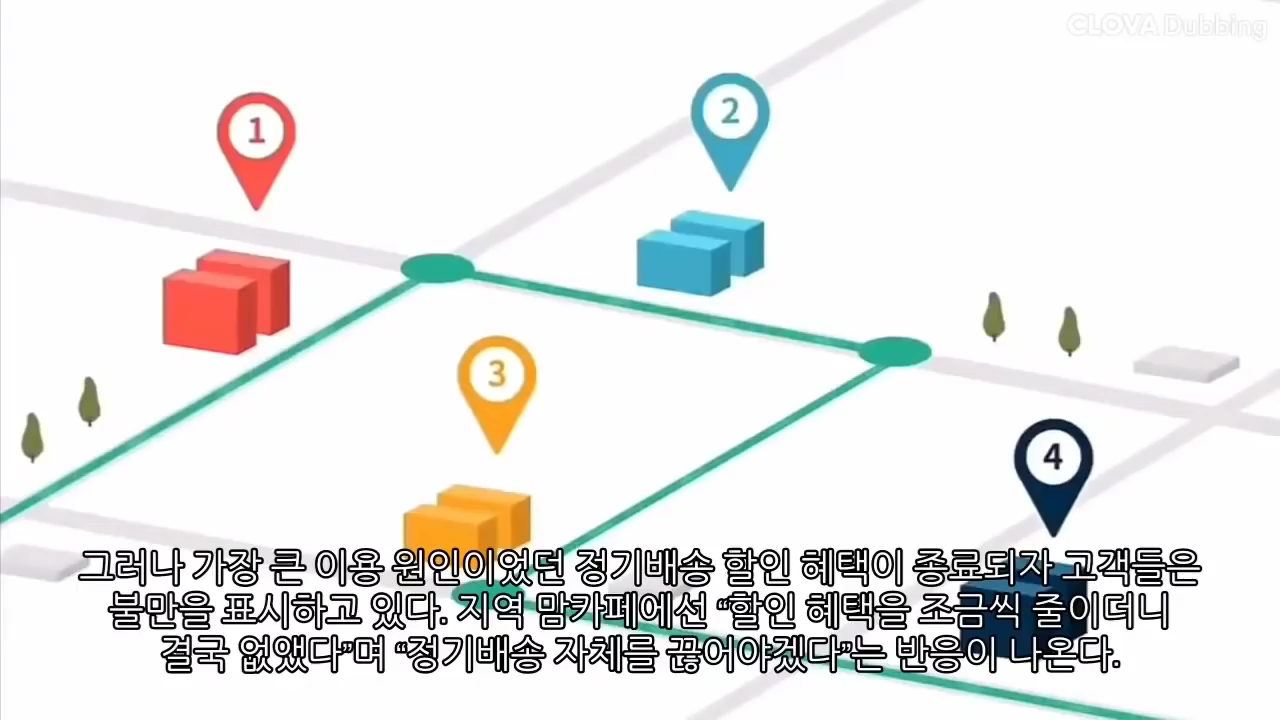 CLOVA Dubbing
1
2
3
4
그러나 가장 큰 이용 원인이었던 정기배송 할인 혜택이 종료되자 고객들은
불만을 표시하고 있다. 지역 맘카페에선 “할인 혜택을 조금씩 줄이더니
결국 없앴다”며 “정기배송 자체를 끊어야겠다”는 반응이 나온다.